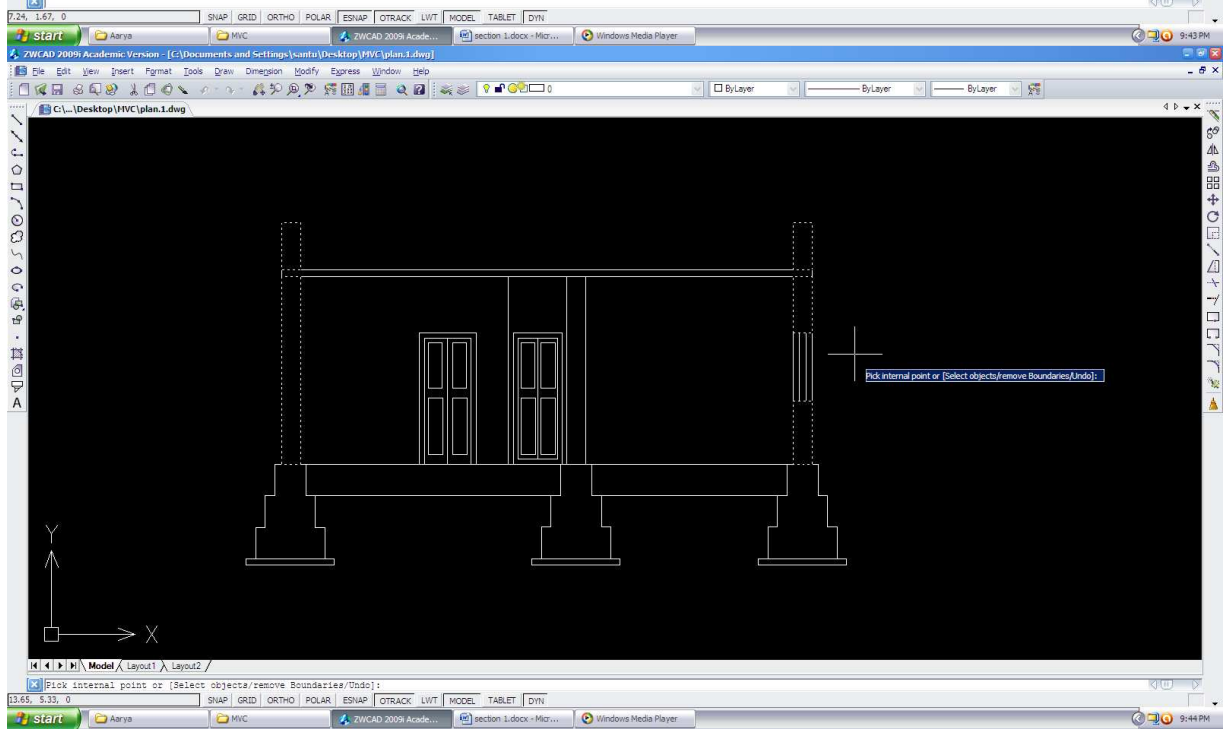 7.24, 1.67, 0 SNAP GRID ORTHO POLAR ESNAP OTRACK LWT MODEL TABLET DYN
start Aarya MVC ZWCAD 2009i Acade... section 1.docx - Micr... Windows Media Player 9:43 PM
ZWCAD 2009i Academic Version - [C:\Documents and Settings\santu\Desktop\MVC\plan.1.dwg]
File Edit View Insert Format Tools Draw Dimension Modify Express Window Help
0 ByLayer ByLayer ByLayer
C:\...\Desktop\MVC\plan.1.dwg
A
Pick internal point or [Select objects/remove Boundaries/Undo]:
Y
X
Model Layout1 Layout2
Pick internal point or [Select objects/remove Boundaries/Undo]:
13.65, 5.33, 0 SNAP GRID ORTHO POLAR ESNAP OTRACK LWT MODEL TABLET DYN
start Aarya MVC ZWCAD 2009i Acade... section 1.docx - Micr... Windows Media Player 9:44 PM